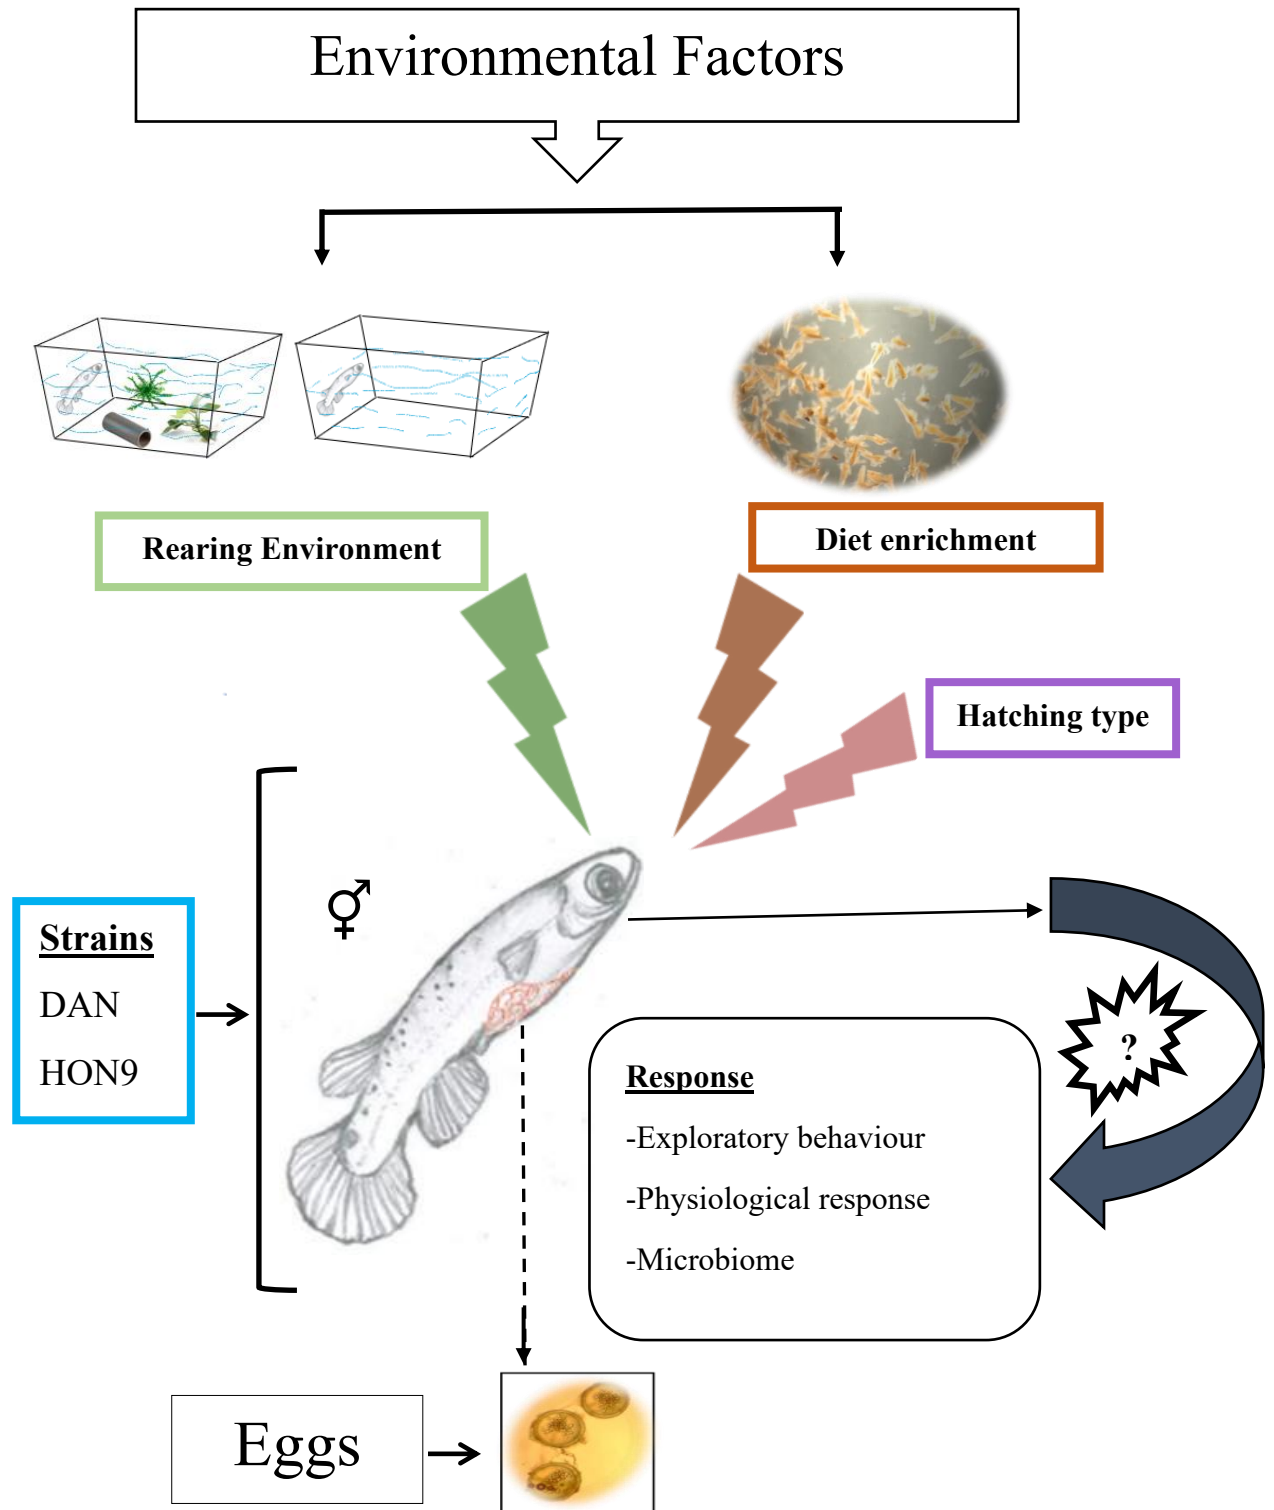 Environmental Factors
Rearing Environment
Diet enrichment
Hatching type
Strains
DAN
HON9
?
Response
-Exploratory behaviour
-Physiological response
-Microbiome
Eggs